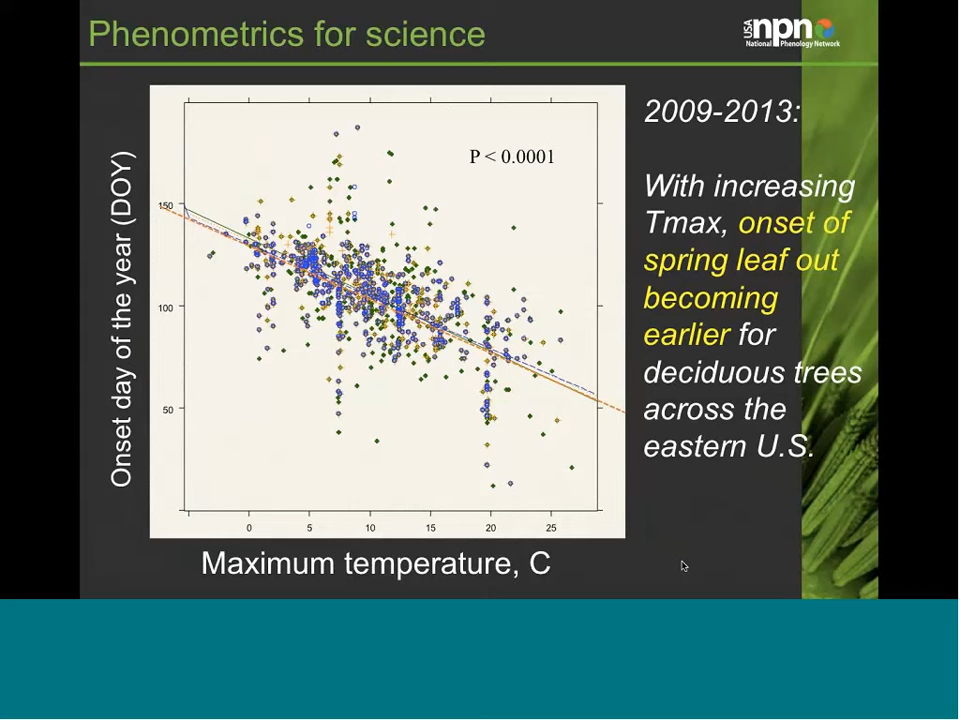 Phenometrics for science
USA
npn
National Phenology Network
2009-2013:
With increasing
Tmax, onset of
spring leaf out
becoming
earlier for
deciduous trees
across the
eastern U.S.
P < 0.0001
Onset day of the year (DOY)
150
100
50
0 5 10 15 20 25
Maximum temperature, C